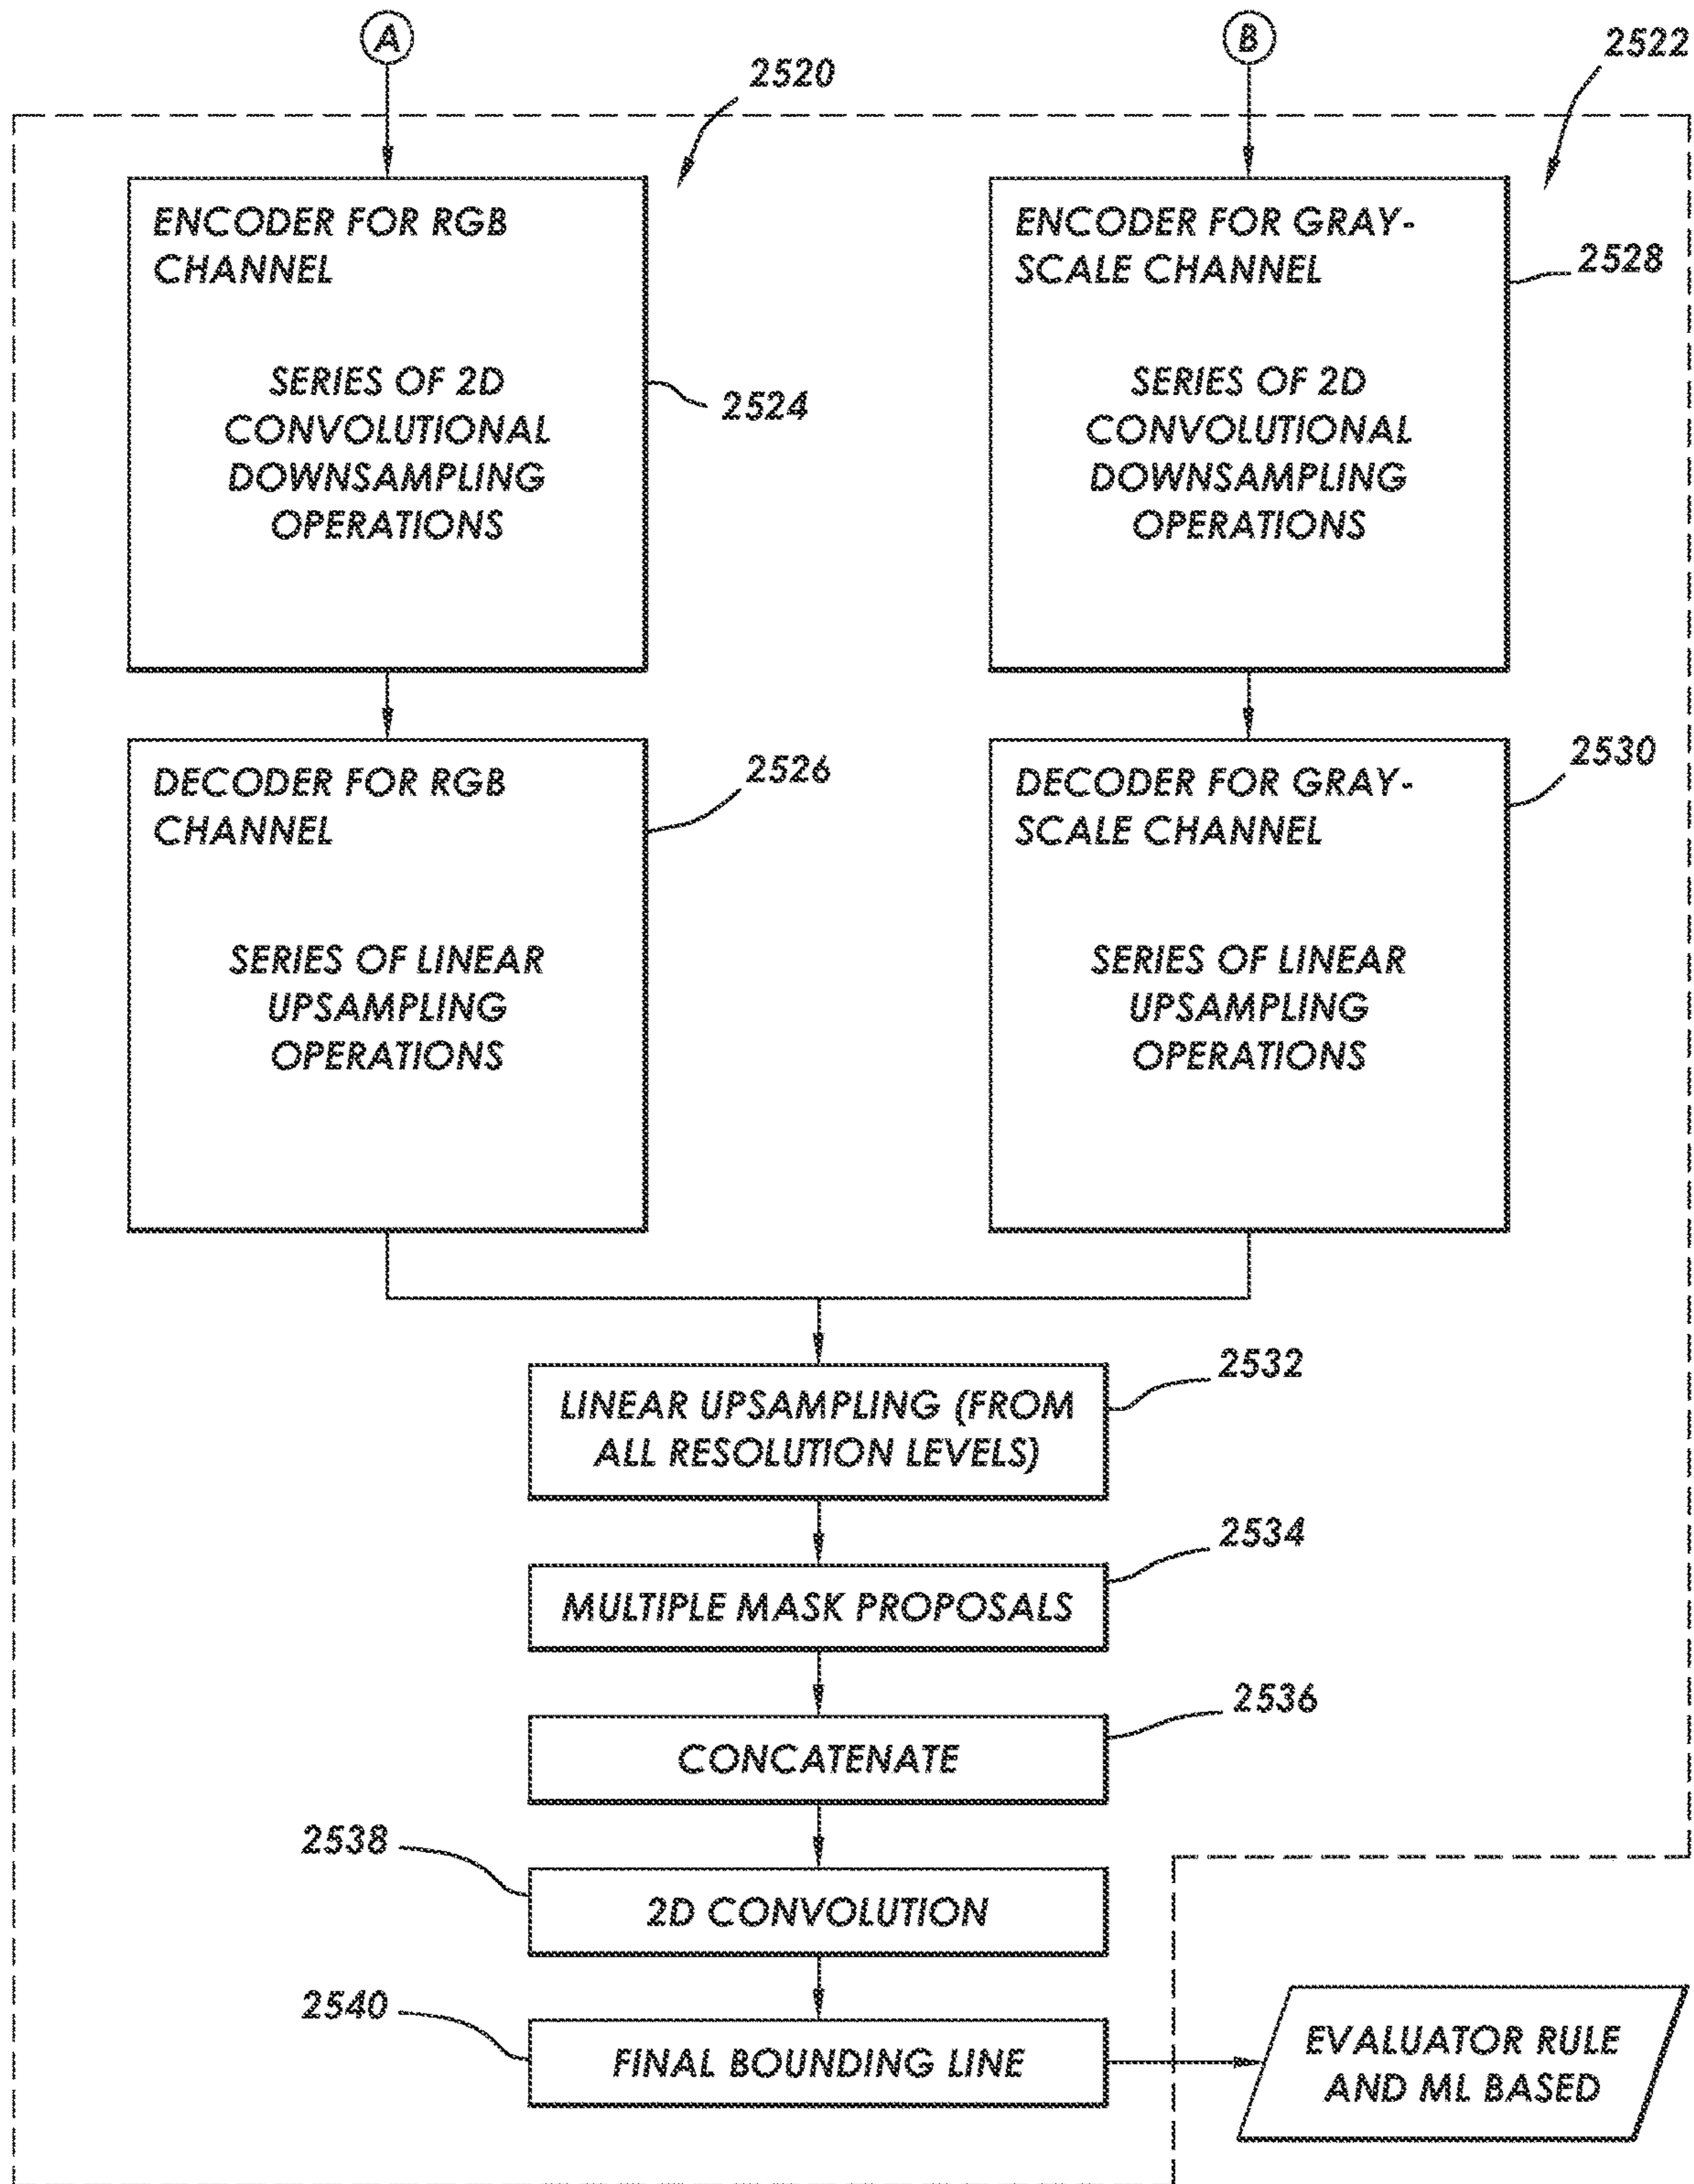 A
B
2520
2522
ENCODER FOR RGB
CHANNEL
SERIES OF 2D
CONVOLUTIONAL
DOWNSAMPLING
OPERATIONS
2524
ENCODER FOR GRAY-
SCALE CHANNEL
SERIES OF 2D
CONVOLUTIONAL
DOWNSAMPLING
OPERATIONS
2528
DECODER FOR RGB
CHANNEL
SERIES OF LINEAR
UPSAMPLING
OPERATIONS
2526
DECODER FOR GRAY-
SCALE CHANNEL
SERIES OF LINEAR
UPSAMPLING
OPERATIONS
2530
LINEAR UPSAMPLING (FROM
ALL RESOLUTION LEVELS)
2532
MULTIPLE MASK PROPOSALS
2534
CONCATENATE
2536
2538
2D CONVOLUTION
2540
FINAL BOUNDING LINE
EVALUATOR RULE
AND ML BASED